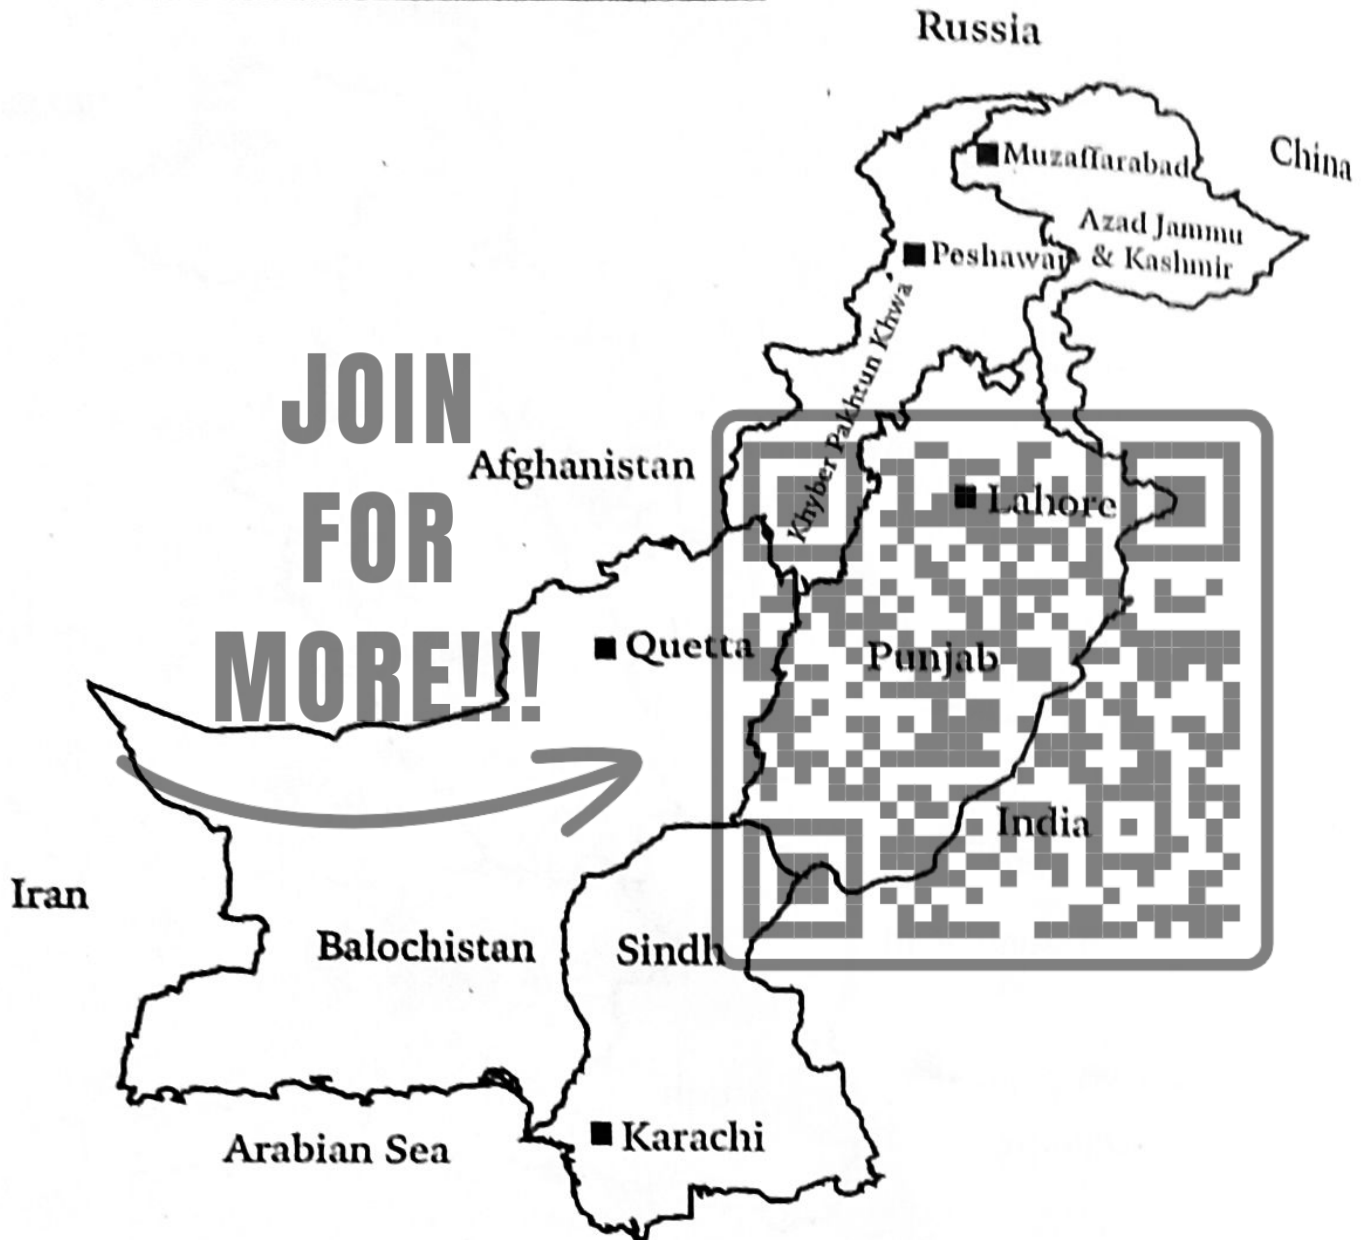 Russia
China
Muzaffarabad
Azad Jammu
& Kashmir
Peshawar
Khyber Pakhtun Khwa
JOIN
FOR
MORE!!!
Afghanistan
Lahore
Quetta
Punjab
India
Iran
Balochistan
Sindh
Karachi
Arabian Sea